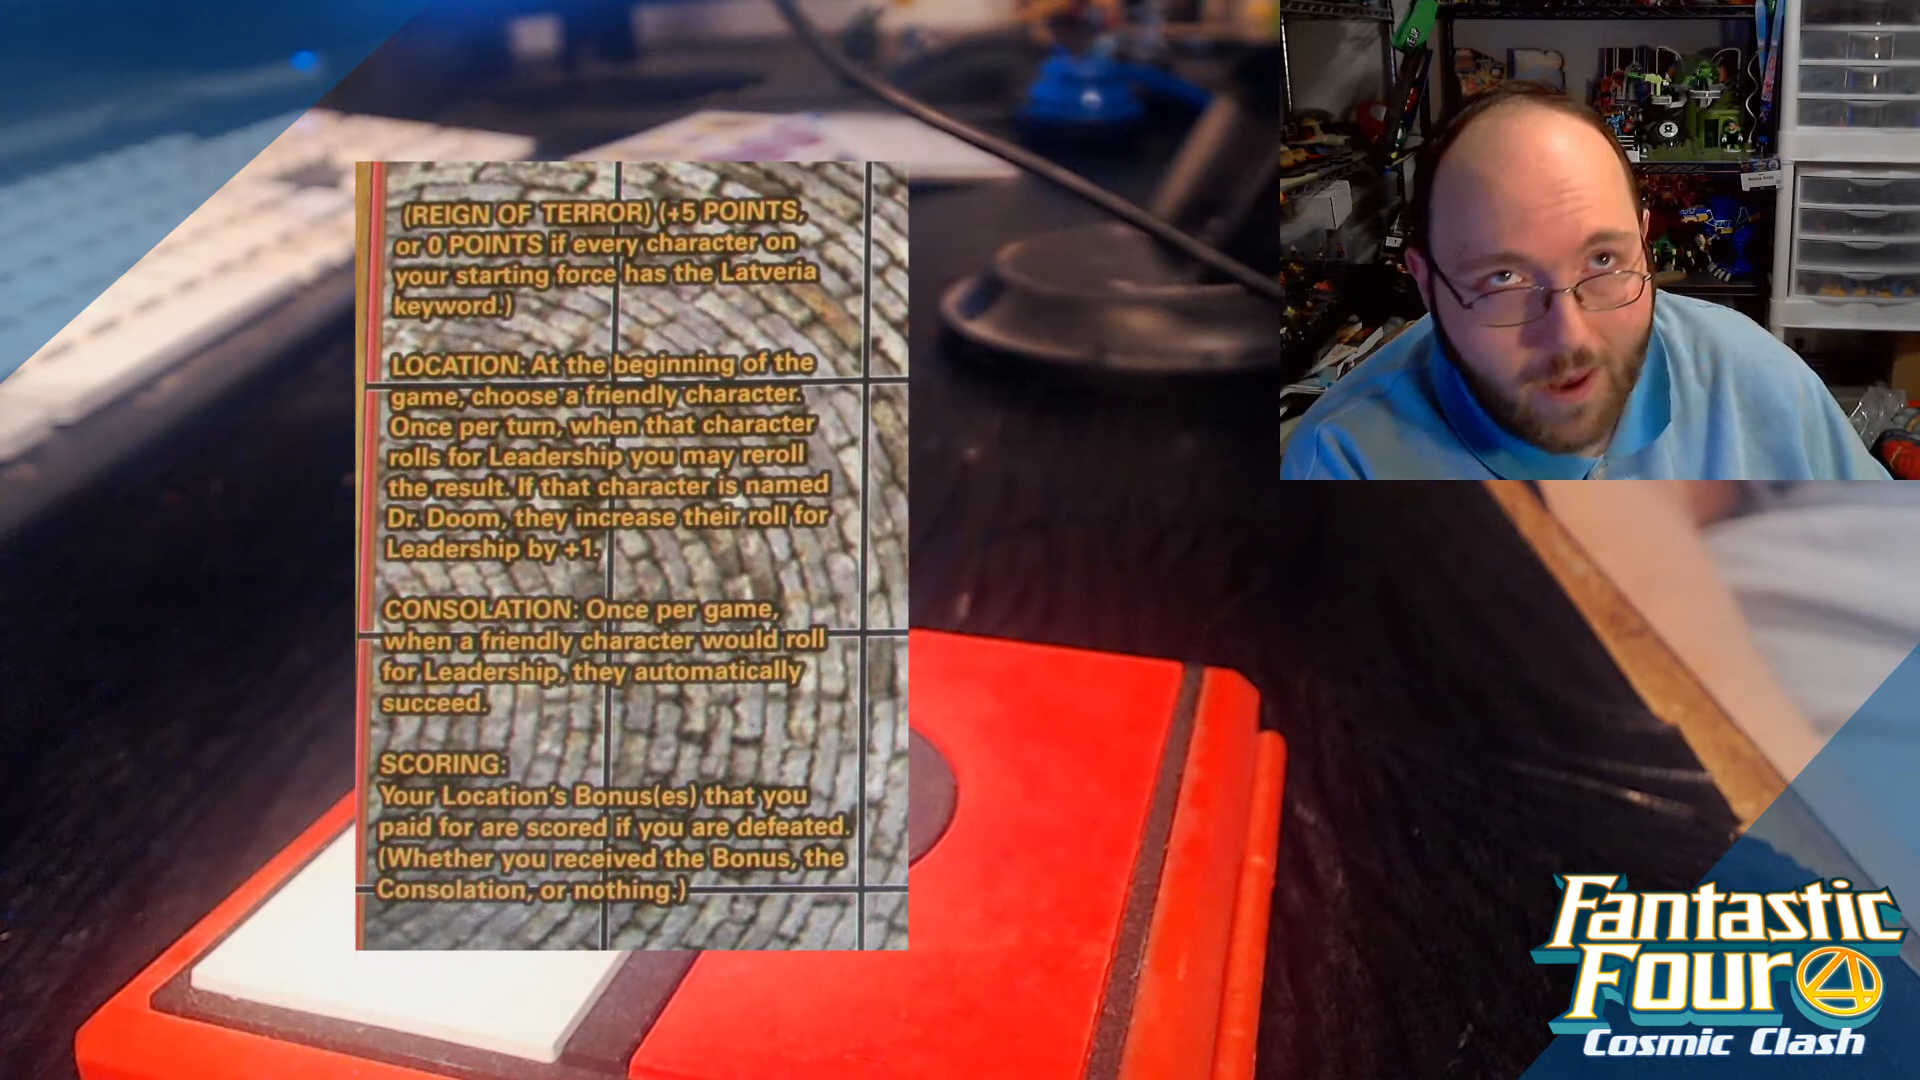 (REIGN OF TERROR) (+5 POINTS,
or 0 POINTS if every character on
your starting force has the Latveria
keyword.)
LOCATION: At the beginning of the
game, choose a friendly character.
Once per turn, when that character
rolls for Leadership you may reroll
the result. If that character is named
Dr. Doom, they increase their roll for
Leadership by +1.
CONSOLATION: Once per game,
when a friendly character would roll
for Leadership, they automatically
succeed.
SCORING:
Your Location's Bonus(es) that you
paid for are scored if you are defeated.
(Whether you received the Bonus, the
Consolation, or nothing.)
Fantastic
Four 4
Cosmic Clash